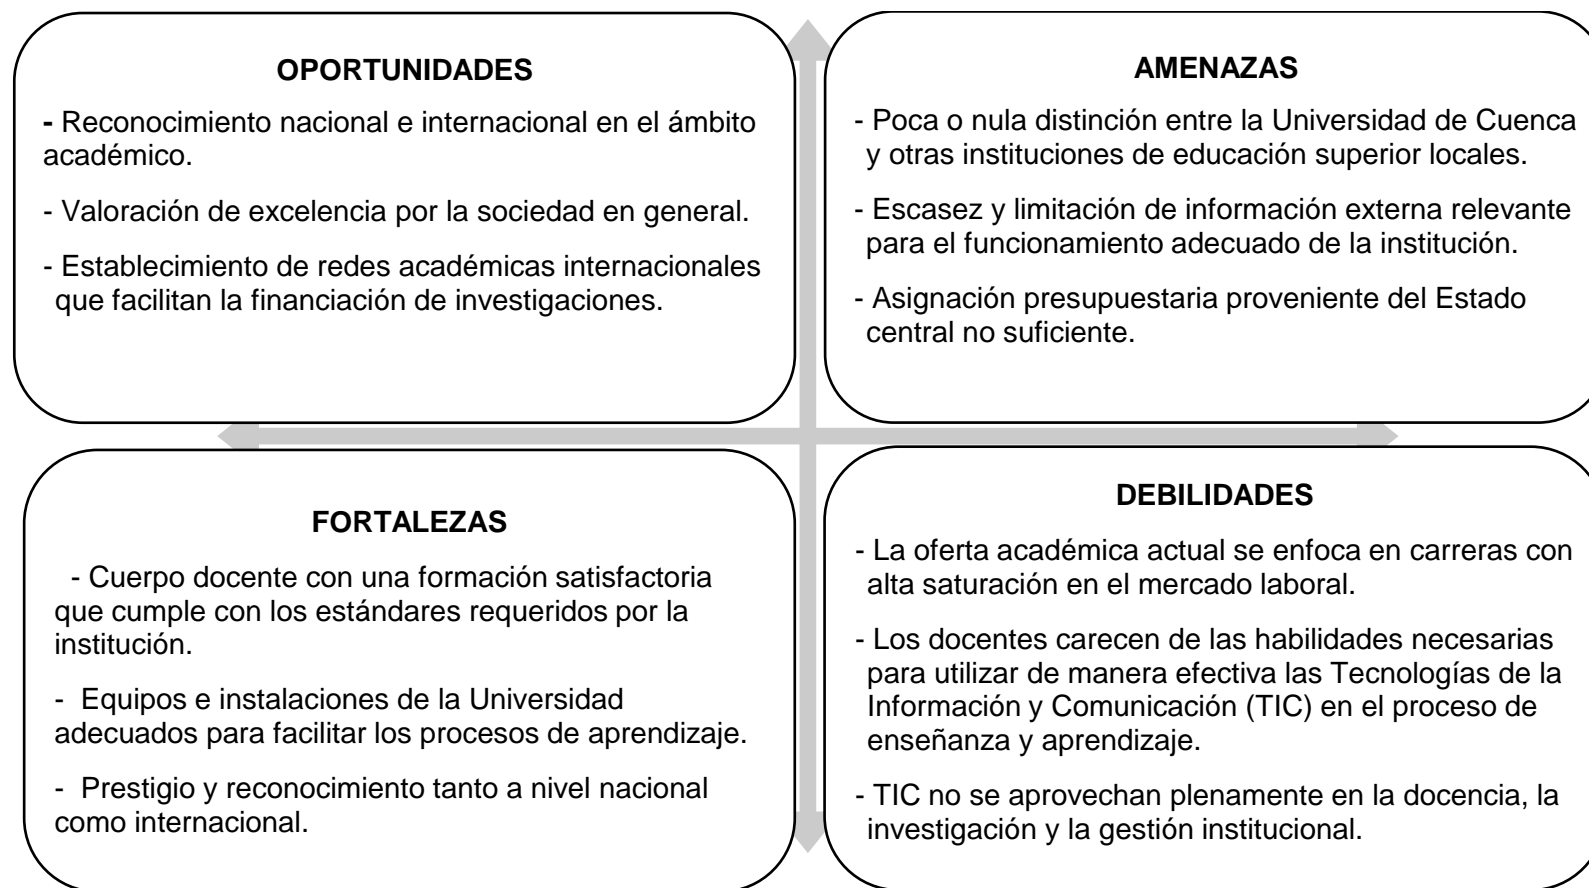 OPORTUNIDADES
- Reconocimiento nacional e internacional en el ámbito
académico.
- Valoración de excelencia por la sociedad en general.
- Establecimiento de redes académicas internacionales
que facilitan la financiación de investigaciones.
AMENAZAS
- Poca o nula distinción entre la Universidad de Cuenca
y otras instituciones de educación superior locales.
- Escasez y limitación de información externa relevante
para el funcionamiento adecuado de la institución.
- Asignación presupuestaria proveniente del Estado
central no suficiente.
FORTALEZAS
- Cuerpo docente con una formación satisfactoria
que cumple con los estándares requeridos por la
institución.
- Equipos e instalaciones de la Universidad
adecuados para facilitar los procesos de aprendizaje.
- Prestigio y reconocimiento tanto a nivel nacional
como internacional.
DEBILIDADES
- La oferta académica actual se enfoca en carreras con
alta saturación en el mercado laboral.
- Los docentes carecen de las habilidades necesarias
para utilizar de manera efectiva las Tecnologías de la
Información y Comunicación (TIC) en el proceso de
enseñanza y aprendizaje.
- TIC no se aprovechan plenamente en la docencia, la
investigación y la gestión institucional.